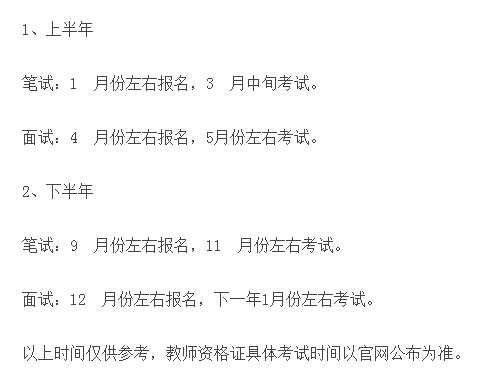 1、上半年
笔试：1　月份左右报名，3　月中旬考试。
面试：4　月份左右报名，5月份左右考试。
2、下半年
笔试：9　月份左右报名，11　月份左右考试。
面试：12　月份左右报名，下一年1月份左右考试。
以上时间仅供参考，教师资格证具体考试时间以官网公布为准。